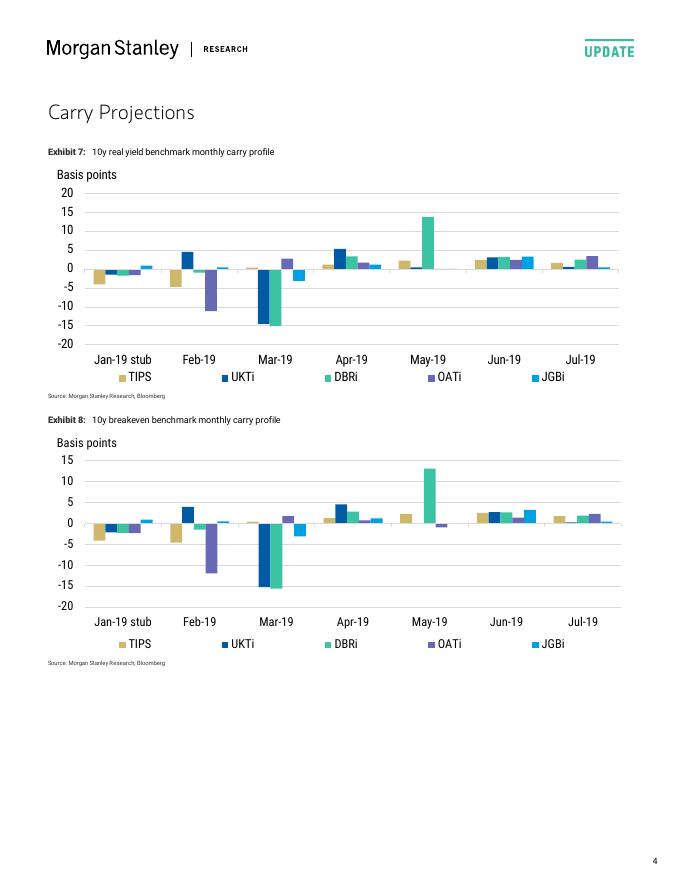 Morgan Stanley | RESEARCH
UPDATE
Carry Projections
Exhibit 7: 10y real yield benchmark monthly carry profile
Basis points
20
15
10
5
0
-5
-10
-15
-20
Jan-19 stub Feb-19 Mar-19 Apr-19 May-19 Jun-19 Jul-19
TIPS UKTi DBRi OATi JGBi
Source: Morgan Stanley Research, Bloomberg
Exhibit 8: 10y breakeven benchmark monthly carry profile
Basis points
15
10
5
0
-5
-10
-15
-20
Jan-19 stub Feb-19 Mar-19 Apr-19 May-19 Jun-19 Jul-19
TIPS UKTi DBRi OATi JGBi
Source: Morgan Stanley Research, Bloomberg
4